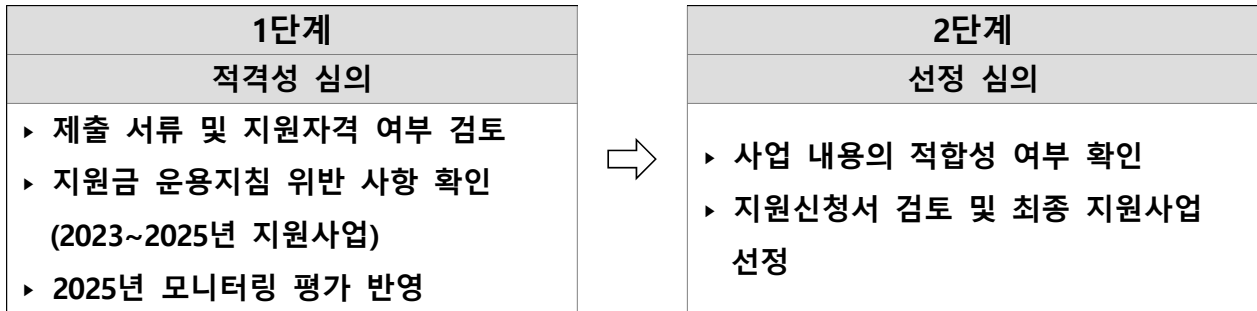 1단계
적격성 심의
▸ 제출 서류 및 지원자격 여부 검토
▸ 지원금 운용지침 위반 사항 확인
(2023~2025년 지원사업)
▸ 2025년 모니터링 평가 반영
⇨
2단계
선정 심의
▸ 사업 내용의 적합성 여부 확인
▸ 지원신청서 검토 및 최종 지원사업
선정